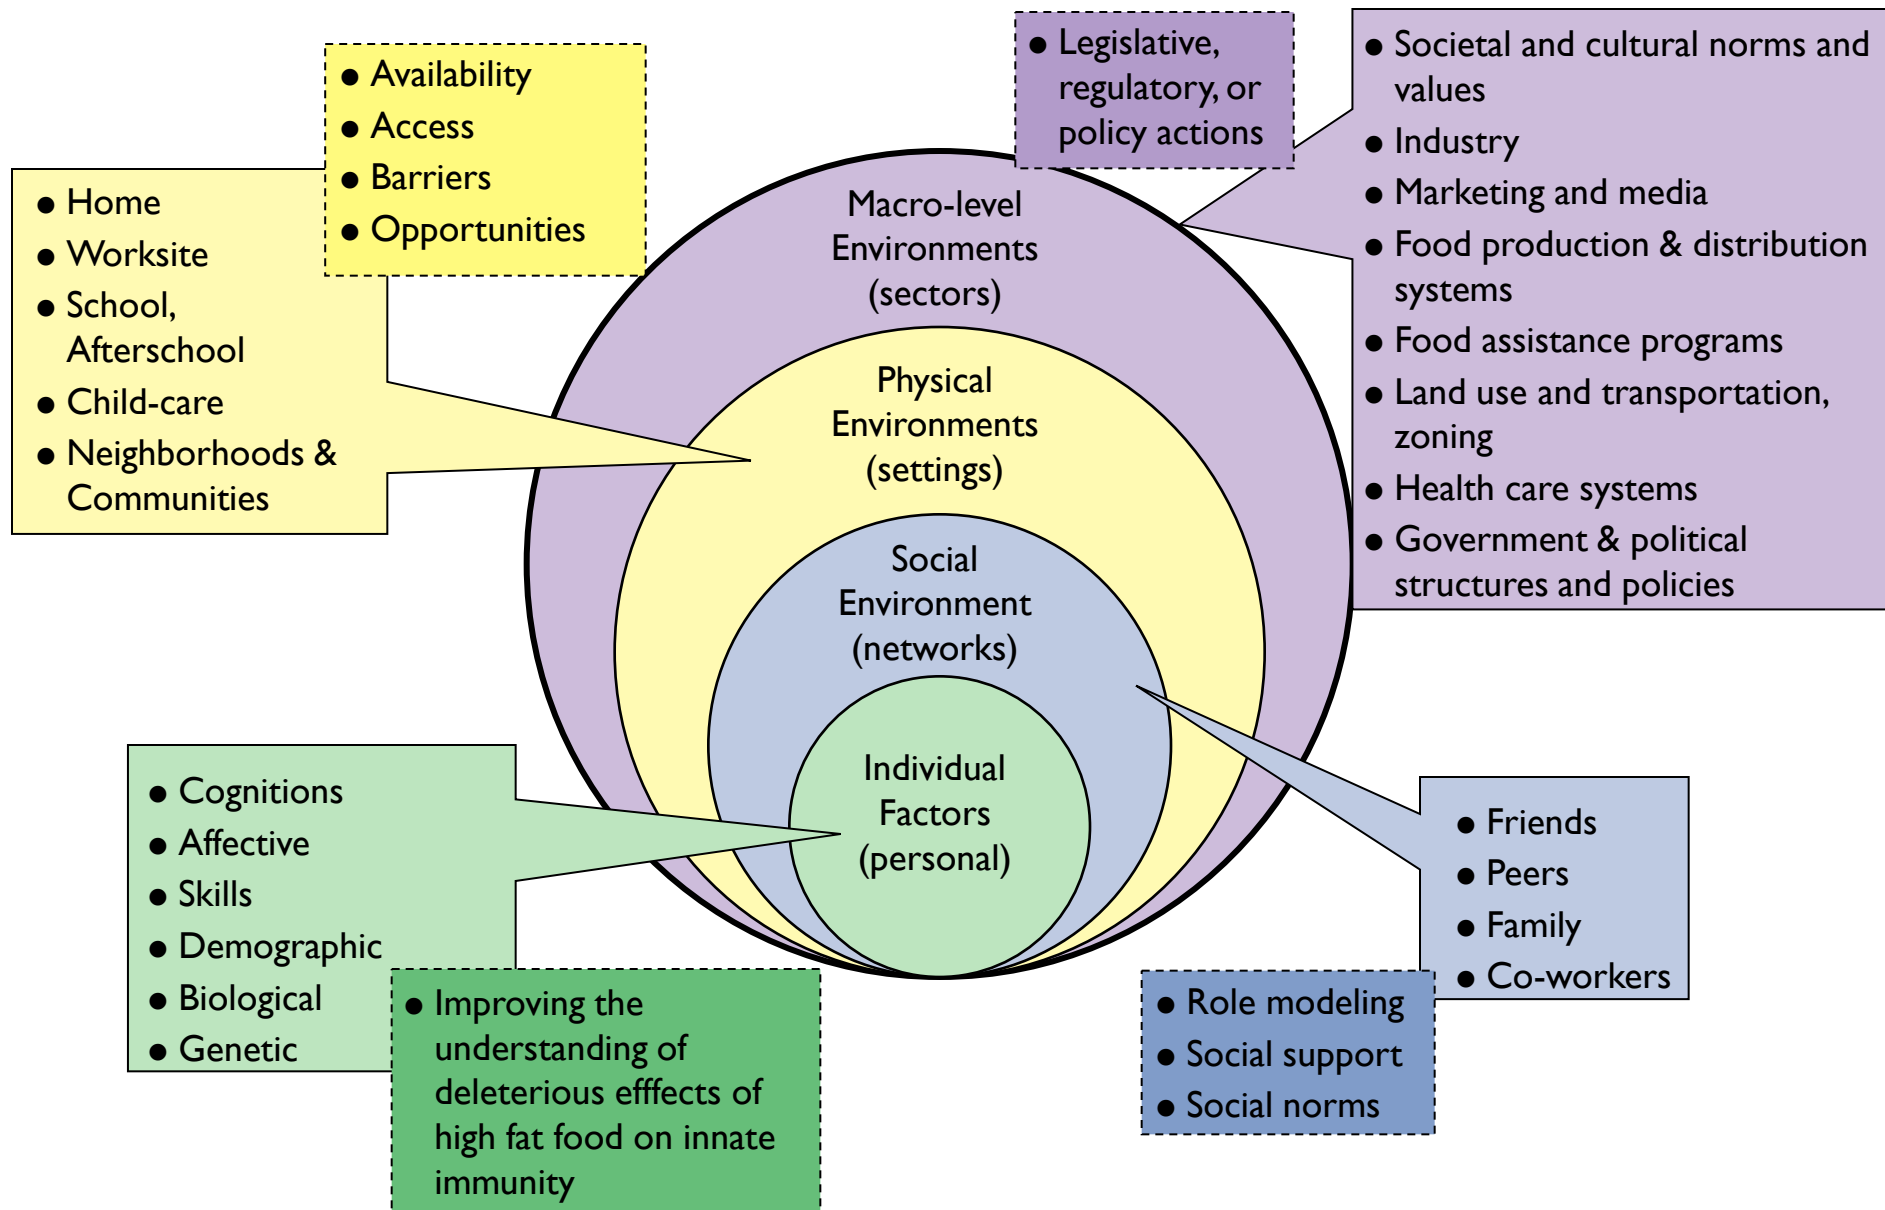 ● Availability
● Access
● Barriers
● Opportunities
● Home
● Worksite
● School,
Afterschool
● Child-care
● Neighborhoods &
Communities
● Legislative,
regulatory, or
policy actions
● Societal and cultural norms and
values
● Industry
● Marketing and media
● Food production & distribution
systems
● Food assistance programs
● Land use and transportation,
zoning
● Health care systems
● Government & political
structures and policies
Macro-level
Environments
(sectors)
Physical
Environments
(settings)
Social
Environment
(networks)
Individual
Factors
(personal)
● Cognitions
● Affective
● Skills
● Demographic
● Biological
● Genetic
● Improving the
understanding of
deleterious efffects of
high fat food on innate
immunity
● Friends
● Peers
● Family
● Co-workers
● Role modeling
● Social support
● Social norms